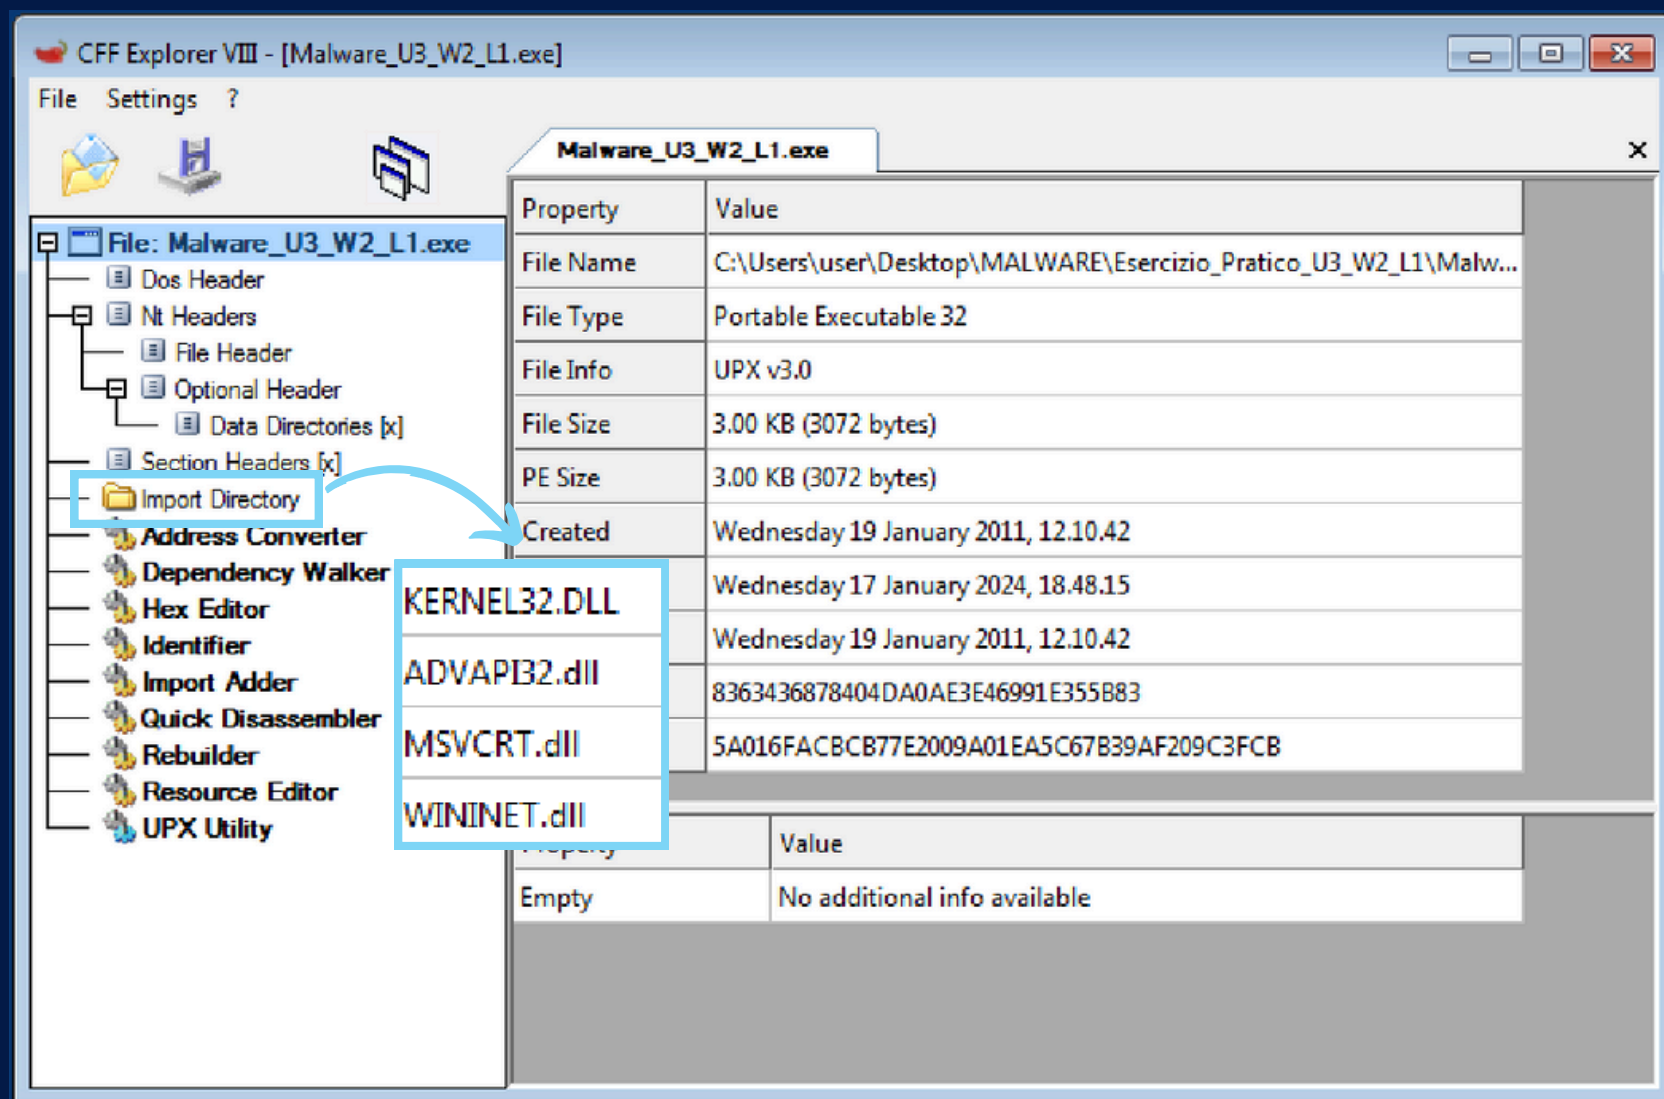 CFF Explorer VIII - [Malware_U3_W2_L1.exe]
File Settings ?
Malware_U3_W2_L1.exe
File: Malware_U3_W2_L1.exe
Dos Header
Nt Headers
File Header
Optional Header
Data Directories [x]
Section Headers [x]
Import Directory
Address Converter
Dependency Walker
Hex Editor
Identifier
Import Adder
Quick Disassembler
Rebuilder
Resource Editor
UPX Utility
KERNEL32.DLL
ADVAPI32.dll
MSVCRT.dll
WININET.dll
Property Value
File Name C:\Users\user\Desktop\MALWARE\Esercizio_Pratico_U3_W2_L1\Malw...
File Type Portable Executable 32
File Info UPX v3.0
File Size 3.00 KB (3072 bytes)
PE Size 3.00 KB (3072 bytes)
Created Wednesday 19 January 2011, 12.10.42
Wednesday 17 January 2024, 18.48.15
Wednesday 19 January 2011, 12.10.42
8363436878404DA0AE3E46991E355B83
5A016FACBCB77E2009A01EA5C67B39AF209C3FCB
Property Value
Empty No additional info available